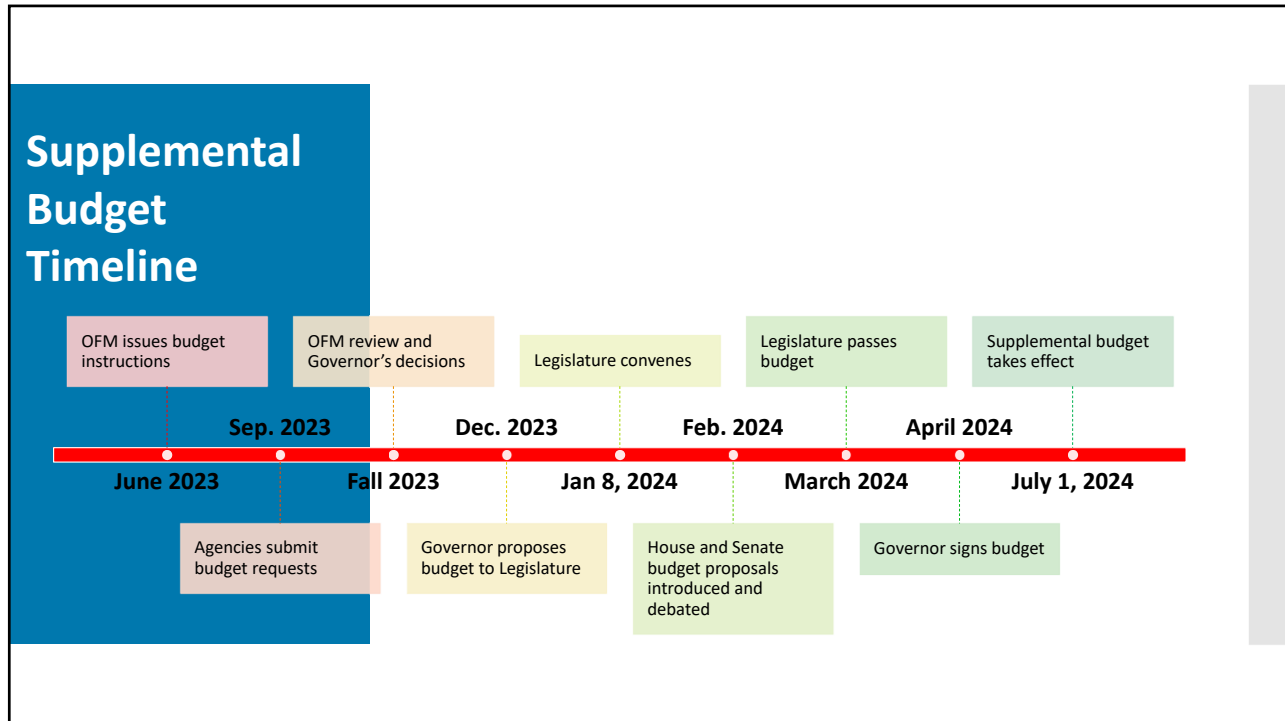 Supplemental
Budget
Timeline
OFM issues budget
instructions
OFM review and
Governor’s decisions
Legislature convenes
Legislature passes
budget
Supplemental budget
takes effect
Sep. 2023
Dec. 2023
Feb. 2024
April 2024
June 2023
Fall 2023
Jan 8, 2024
March 2024
July 1, 2024
Agencies submit
budget requests
Governor proposes
budget to Legislature
House and Senate
budget proposals
introduced and
debated
Governor signs budget